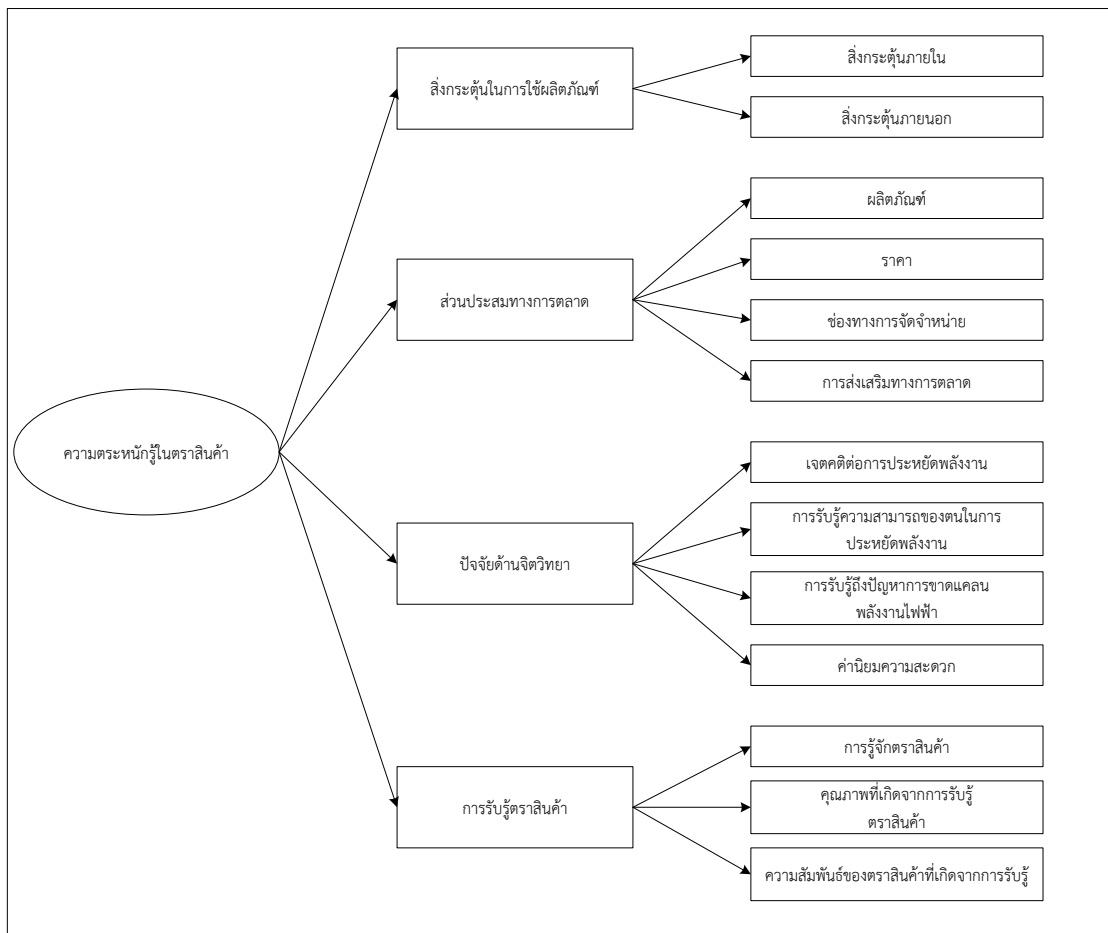 สิ่งกระตุ้นในการใช้ผลิตภัณฑ์
สิ่งกระตุ้นภายใน
สิ่งกระตุ้นภายนอก
ส่วนประสมทางการตลาด
ผลิตภัณฑ์
ราคา
ช่องทางการจัดจำหน่าย
การส่งเสริมทางการตลาด
ความตระหนักรู้ในตราสินค้า
ปัจจัยด้านจิตวิทยา
เจตคติต่อการประหยัดพลังงาน
การรับรู้ความสามารถของตนในการ
ประหยัดพลังงาน
การรับรู้ถึงปัญหาการขาดแคลน
พลังงานไฟฟ้า
ค่านิยมความสะดวก
การรับรู้ตราสินค้า
การรู้จักตราสินค้า
คุณภาพที่เกิดจากการรับรู้
ตราสินค้า
ความสัมพันธ์ของตราสินค้าที่เกิดจากการรับรู้